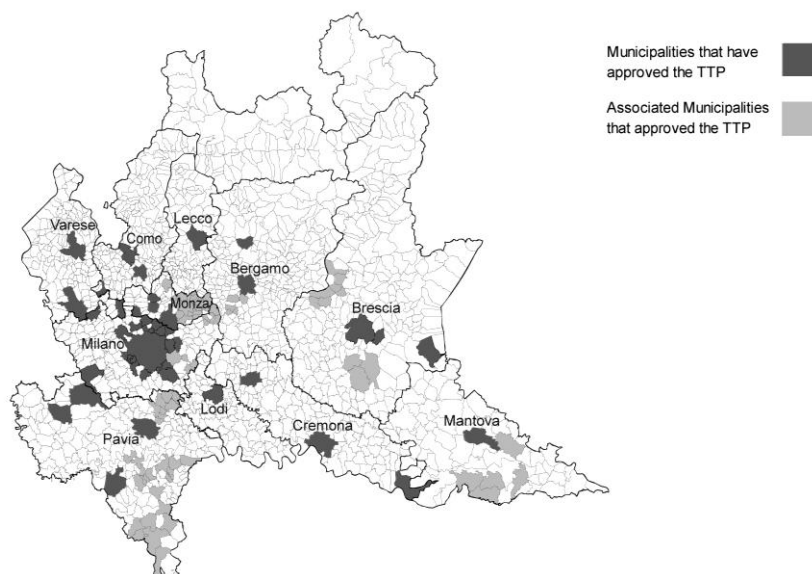 Municipalities that have
approved the TTP
Associated Municipalities
that approved the TTP
Varese
Como
Lecco
Bergamo
Monza
Brescia
Milano
Lodi
Pavia
Cremona
Mantova